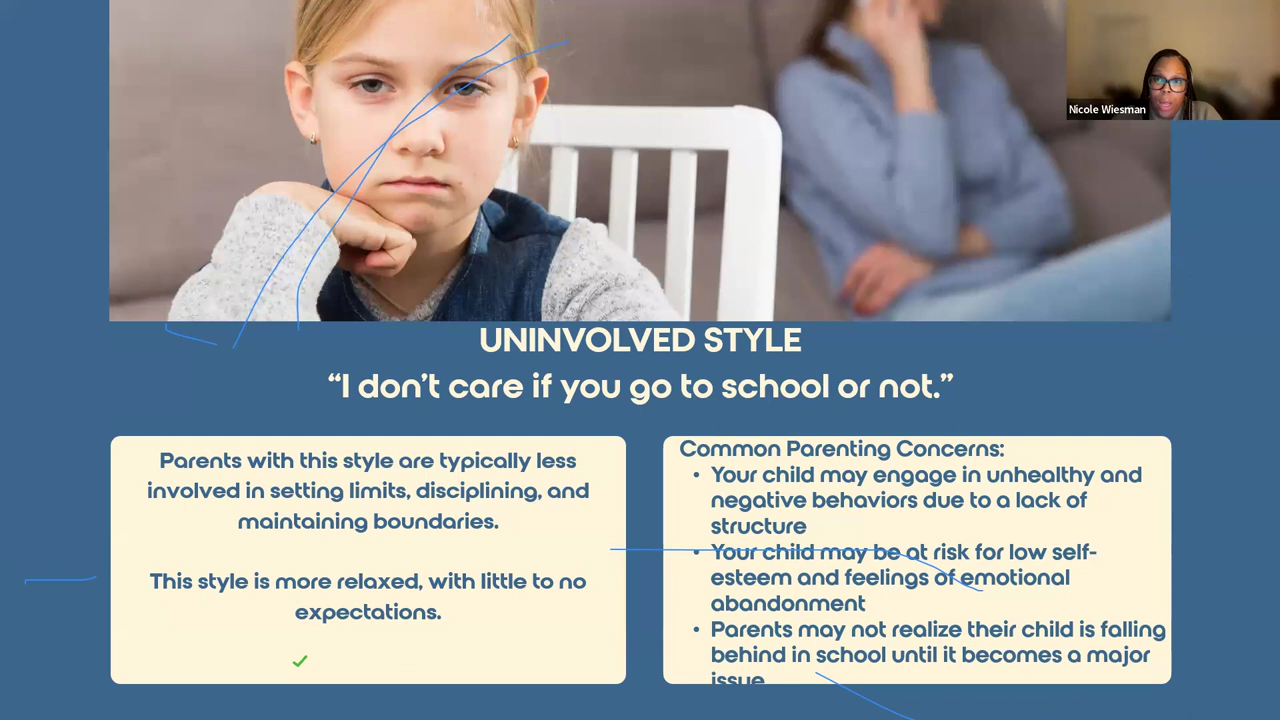 Nicole Wiesman
UNINVOLVED STYLE
“I don’t care if you go to school or not.”
Parents with this style are typically less
involved in setting limits, disciplining, and
maintaining boundaries.
This style is more relaxed, with little to no
expectations.
Common Parenting Concerns:
• Your child may engage in unhealthy and
negative behaviors due to a lack of
structure
• Your child may be at risk for low self-
esteem and feelings of emotional
abandonment
• Parents may not realize their child is falling
behind in school until it becomes a major
issue